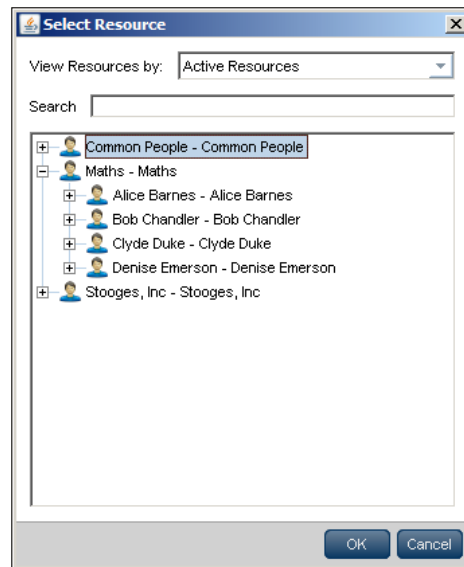 Select Resource
View Resources by: Active Resources
Search
Common People - Common People
Maths - Maths
Alice Barnes - Alice Barnes
Bob Chandler - Bob Chandler
Clyde Duke - Clyde Duke
Denise Emerson - Denise Emerson
Stooges, Inc - Stooges, Inc
OK Cancel